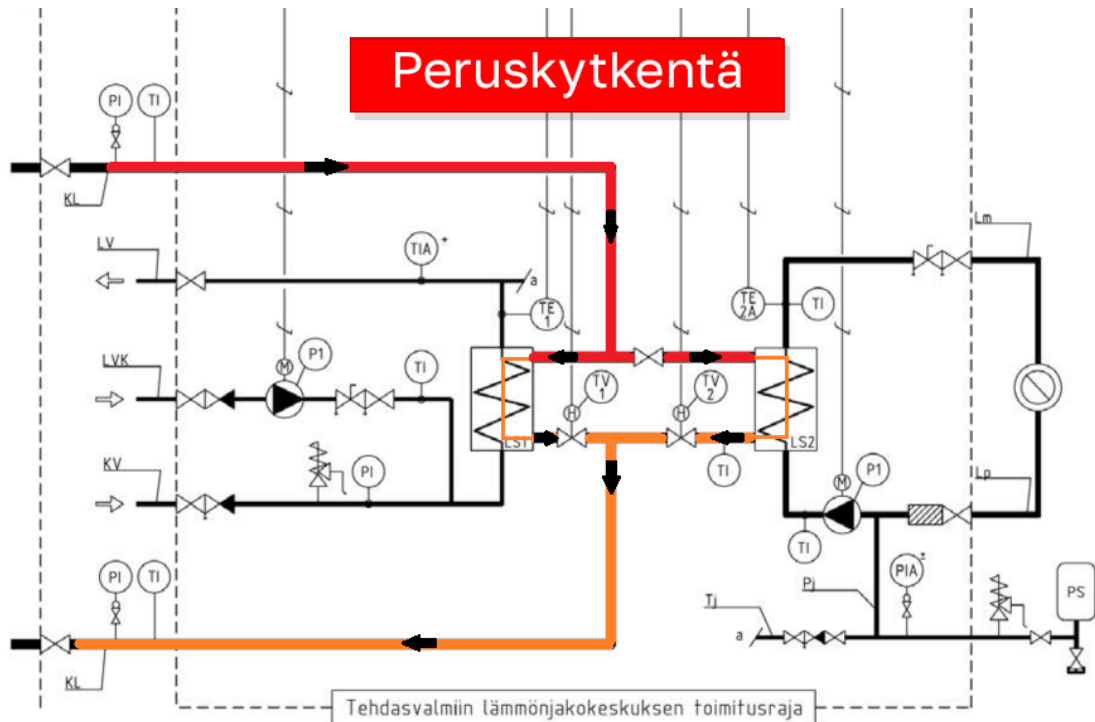 Peruskytkentä
PI
TI
KL
LV
TIA +
a
TE
1
TE
2A
TI
Lm
LVK
P1
M
TI
TV
1
TV
2
H
H
LS1
LS2
KV
PI
TI
M
P1
Lp
TI
PI
TI
KL
Tj
a
Pj
PIA ±
PS
Tehdasvalmiin lämmönjakokeskuksen toimitusraja